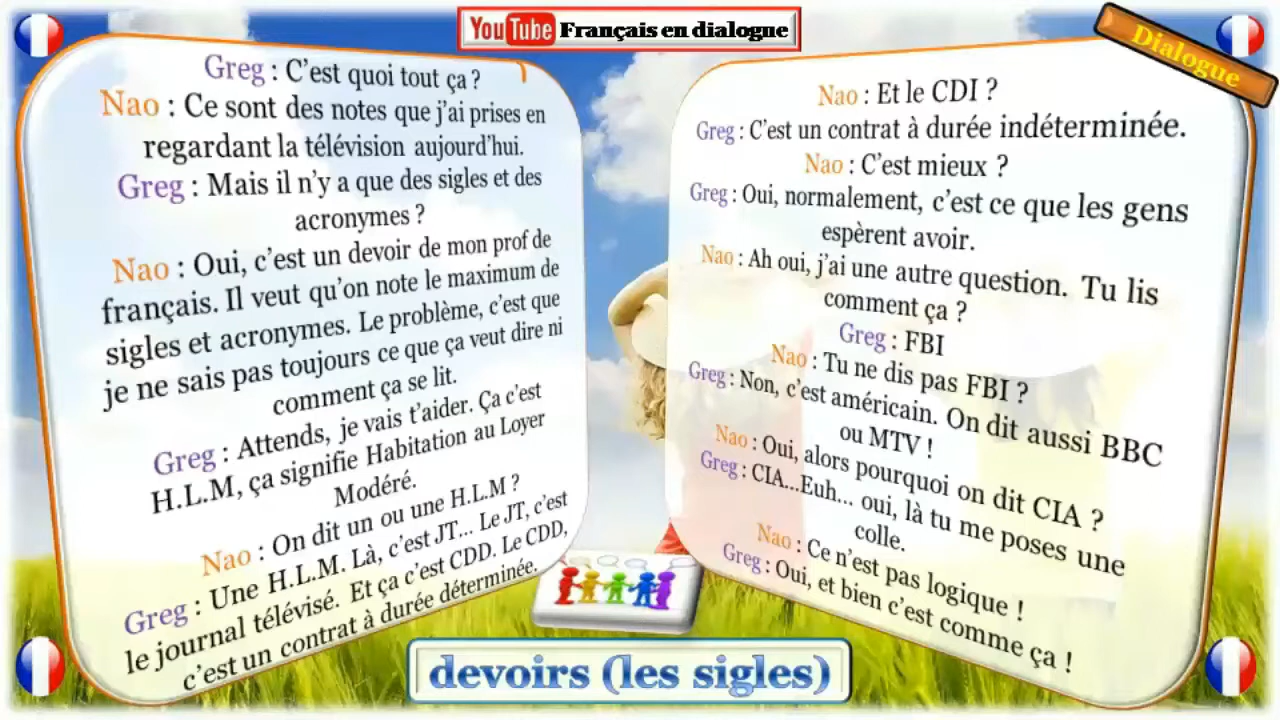 YouTube Français en dialogue
Dialogue
Greg : C'est quoi tout ça ?
Nao : Ce sont des notes que j'ai prises en
regardant la télévision aujourd'hui.
Greg : Mais il n'y a que des sigles et des
acronymes ?
Nao : Oui, c'est un devoir de mon prof de
français. Il veut qu'on note le maximum de
sigles et acronymes. Le problème, c'est que
je ne sais pas toujours ce que ça veut dire ni
comment ça se lit.
Greg : Attends, je vais t'aider. Ça c'est
H.L.M, ça signifie Habitation au Loyer
Modéré.
Nao : On dit un ou une H.L.M ?
Greg : Une H.L.M. Là, c'est JT... Le JT, c'est
le journal télévisé. Et ça c'est CDD. Le CDD,
c'est un contrat à durée déterminée.
Nao : Et le CDI ?
Greg : C'est un contrat à durée indéterminée.
Nao : C'est mieux ?
Greg : Oui, normalement, c'est ce que les gens
espèrent avoir.
Nao : Ah oui, j'ai une autre question. Tu lis
comment ça ?
Greg : FBI
Nao : Tu ne dis pas FBI ?
Greg : Non, c'est américain. On dit aussi BBC
ou MTV !
Nao : Oui, alors pourquoi on dit CIA ?
Greg : CIA...Euh... oui, là tu me poses une
colle.
Nao : Ce n'est pas logique !
Greg : Oui, et bien c'est comme ça !
devoirs (les sigles)